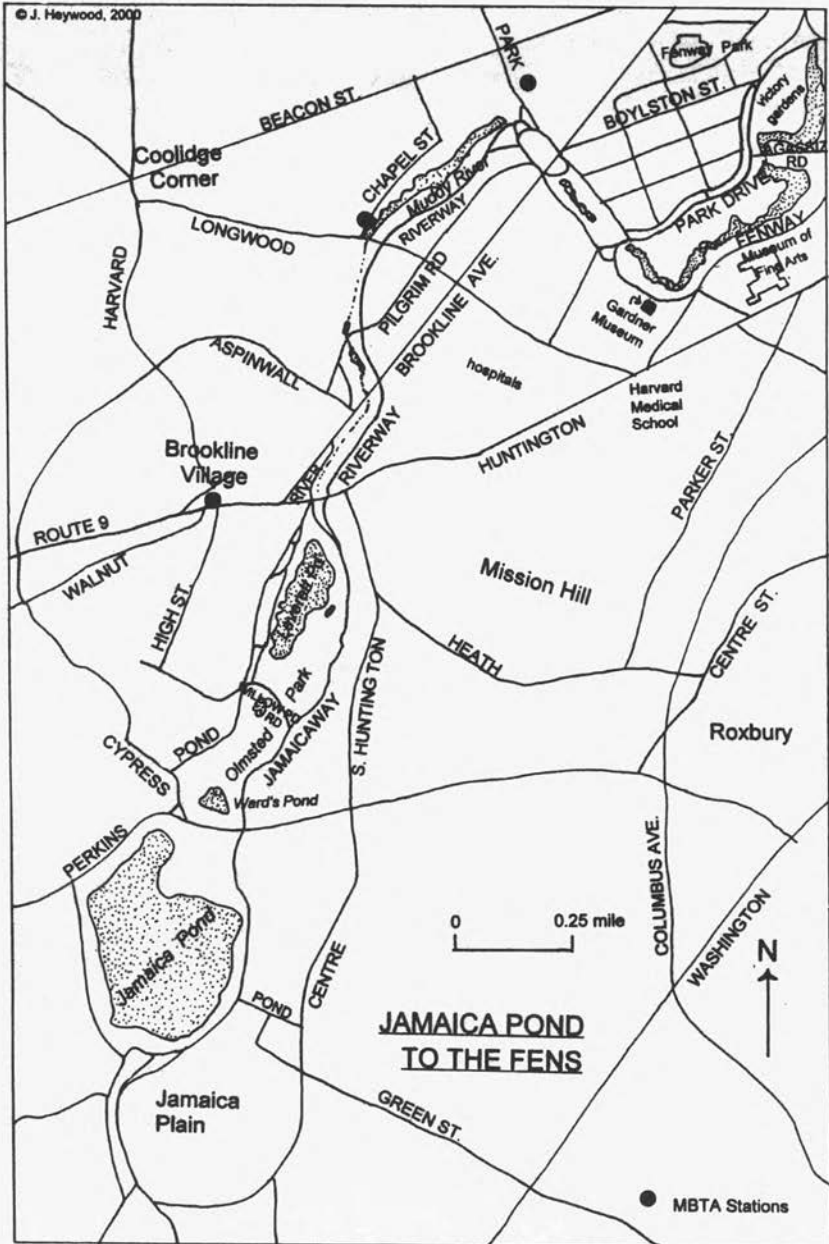 © J. Heywood, 2000
PARK
Fenway Park
BEACON ST.
BOYLSTON ST.
victory
gardens
AGASSIZ
RD
Coolidge
Corner
CHAPEL ST.
Muddy River
RIVERWAY
PARK DRIVE
FENWAY
Museum of
Fine Arts
LONGWOOD
HARVARD
PILGRIM RD
BROOKLINE AVE.
Gardner
Museum
ASPINWALL
hospitals
Harvard
Medical
School
HUNTINGTON
PARKER ST.
Brookline
Village
RIVER
RIVERWAY
ROUTE 9
WALNUT
HIGH ST.
Mission Hill
HEATH
CENTRE ST.
Park
Olmsted
POND
CYPRESS
JAMAICAWAY
S. HUNTINGTON
Roxbury
Ward's Pond
PERKINS
Jamaica Pond
COLUMBUS AVE.
WASHINGTON
0 0.25 mile
N
CENTRE
POND
JAMAICA POND
TO THE FENS
Jamaica
Plain
GREEN ST.
MBTA Stations